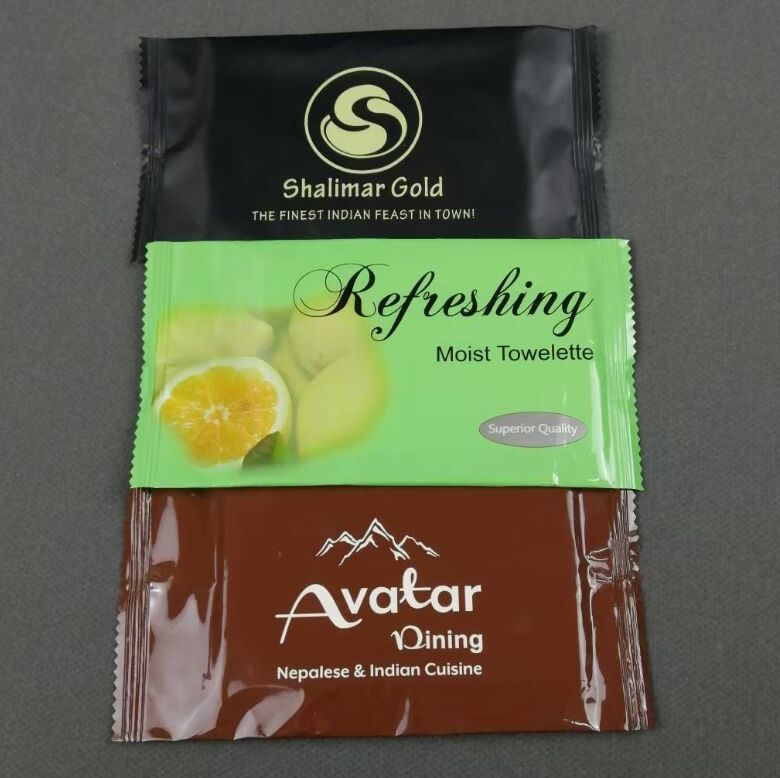 Shalimar Gold
THE FINEST INDIAN FEAST IN TOWN!
Refreshing
Moist Towelette
Superior Quality
Avatar
Dining
Nepalese & Indian Cuisine